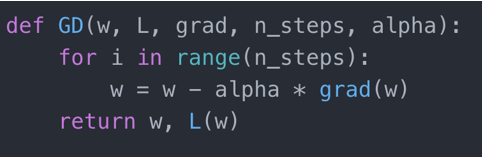 def GD(w, L, grad, n_steps, alpha):
    for i in range(n_steps):
        w = w - alpha * grad(w)
    return w, L(w)